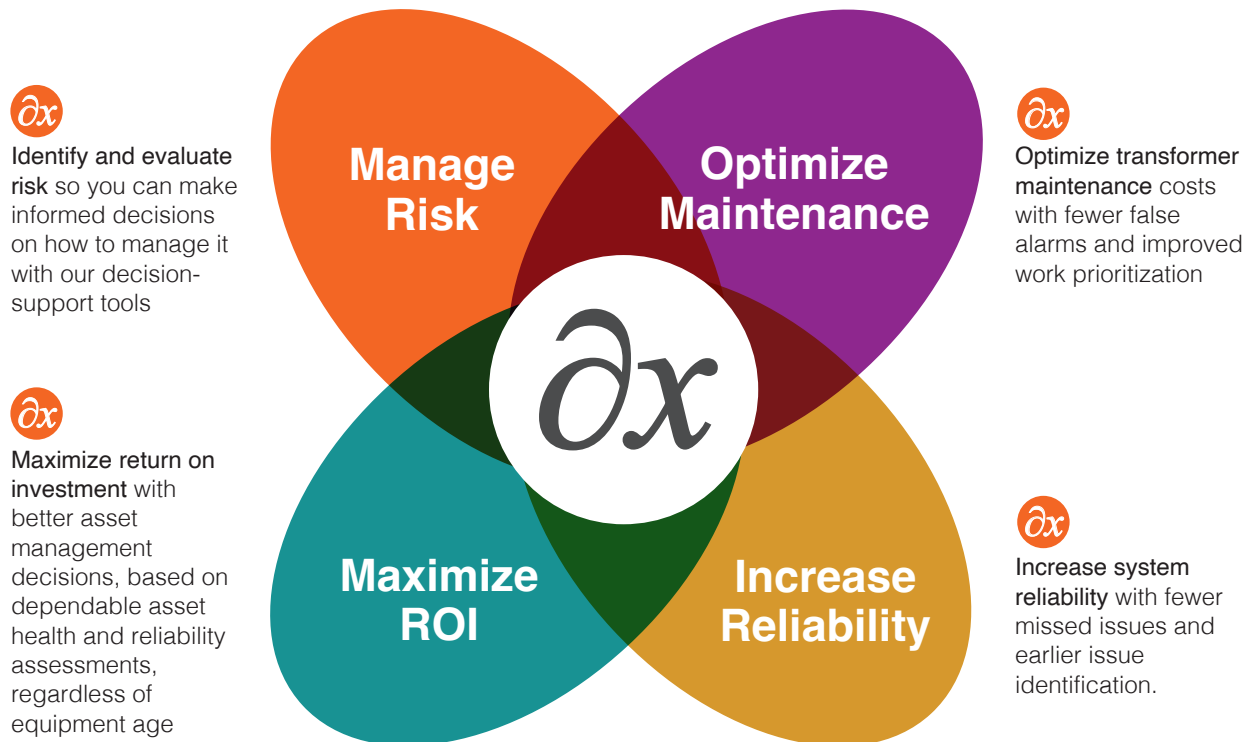 ∂x
Identify and evaluate
risk so you can make
informed decisions
on how to manage it
with our decision-
support tools
∂x
Maximize return on
investment with
better asset
management
decisions, based on
dependable asset
health and reliability
assessments,
regardless of
equipment age
Manage
Risk
Optimize
Maintenance
∂x
Maximize
ROI
Increase
Reliability
∂x
Optimize transformer
maintenance costs
with fewer false
alarms and improved
work prioritization
∂x
Increase system
reliability with fewer
missed issues and
earlier issue
identification.